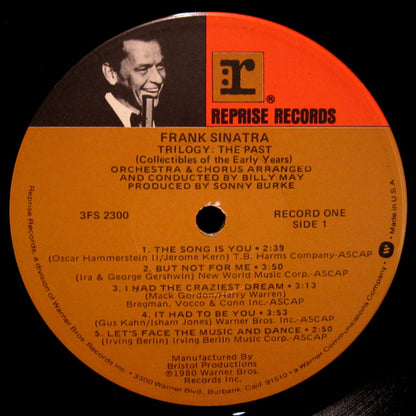 r
®
REPRISE RECORDS
FRANK SINATRA
TRILOGY: THE PAST
(Collectibles of the Early Years)
ORCHESTRA & CHORUS ARRANGED
AND CONDUCTED BY BILLY MAY
PRODUCED BY SONNY BURKE
3FS 2300
RECORD ONE
SIDE 1
1. THE SONG IS YOU • 2:39
(Oscar Hammerstein II/Jerome Kern) T.B. Harms Company-ASCAP
2. BUT NOT FOR ME • 3:50
(Ira & George Gershwin) New World Music Corp.-ASCAP
3. I HAD THE CRAZIEST DREAM • 3:13
(Mack Gordon/Harry Warren)
Bregman, Vocco & Conn Inc.-ASCAP
4. IT HAD TO BE YOU • 3:53
(Gus Kahn/Isham Jones) Warner Bros. Inc.-ASCAP
5. LET'S FACE THE MUSIC AND DANCE • 2:50
(Irving Berlin) Irving Berlin Music Corp.-ASCAP
Manufactured By
Bristol Productions
©1980 Warner Bros.
Records Inc.
Reprise Records, a division of Warner Bros. Records Inc. • 3300 Warner Blvd., Burbank, Calif. 91510 • a Warner Communications Company • Made in U.S.A.